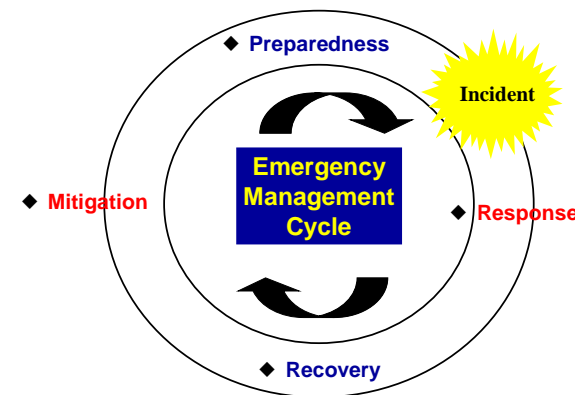 ◆ Preparedness
Incident
Emergency
Management
Cycle
◆ Mitigation
◆ Response
◆ Recovery